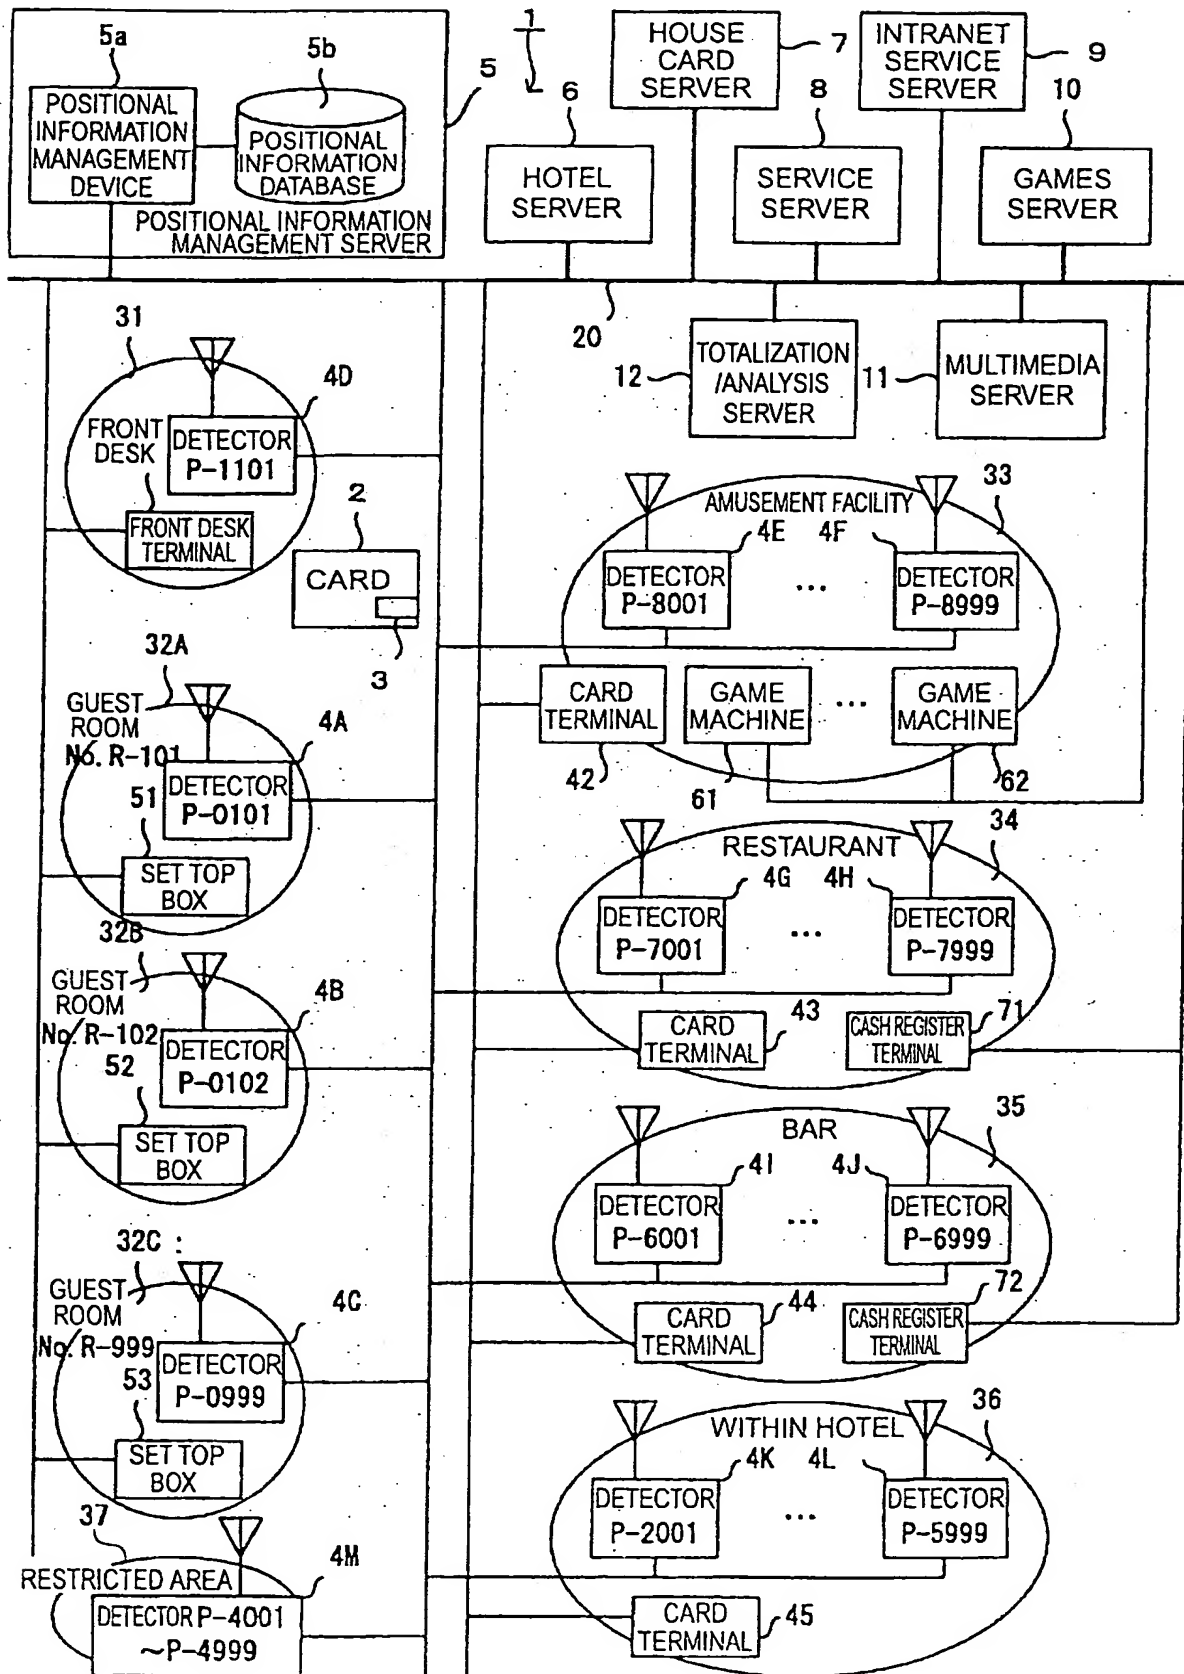 5a
5b
1
5
POSITIONAL
INFORMATION
MANAGEMENT
DEVICE
POSITIONAL
INFORMATION
DATABASE
POSITIONAL INFORMATION
MANAGEMENT SERVER
HOUSE
CARD
SERVER
7
INTRANET
SERVICE
SERVER
9
6
8
10
HOTEL
SERVER
SERVICE
SERVER
GAMES
SERVER
20
TOTALIZATION
/ANALYSIS
SERVER
12
MULTIMEDIA
SERVER
11
31
4D
FRONT
DESK
DETECTOR
P-1101
FRONT DESK
TERMINAL
2
CARD
3
32A
GUEST
ROOM
No. R-101
4A
51
DETECTOR
P-0101
SET TOP
BOX
32B
GUEST
ROOM
No. R-102
4B
52
DETECTOR
P-0102
SET TOP
BOX
32C :
GUEST
ROOM
No. R-999
4C
53
DETECTOR
P-0999
SET TOP
BOX
37
4M
RESTRICTED AREA
DETECTOR P-4001
~P-4999
33
AMUSEMENT FACILITY
4E 4F
DETECTOR
P-8001
...
DETECTOR
P-8999
CARD
TERMINAL
GAME
MACHINE
...
GAME
MACHINE
42
61
62
34
RESTAURANT
4G 4H
DETECTOR
P-7001
...
DETECTOR
P-7999
43
71
CARD
TERMINAL
CASH REGISTER
TERMINAL
35
BAR
4I 4J
DETECTOR
P-6001
...
DETECTOR
P-6999
44
72
CARD
TERMINAL
CASH REGISTER
TERMINAL
36
WITHIN HOTEL
4K 4L
DETECTOR
P-2001
...
DETECTOR
P-5999
CARD
TERMINAL
45